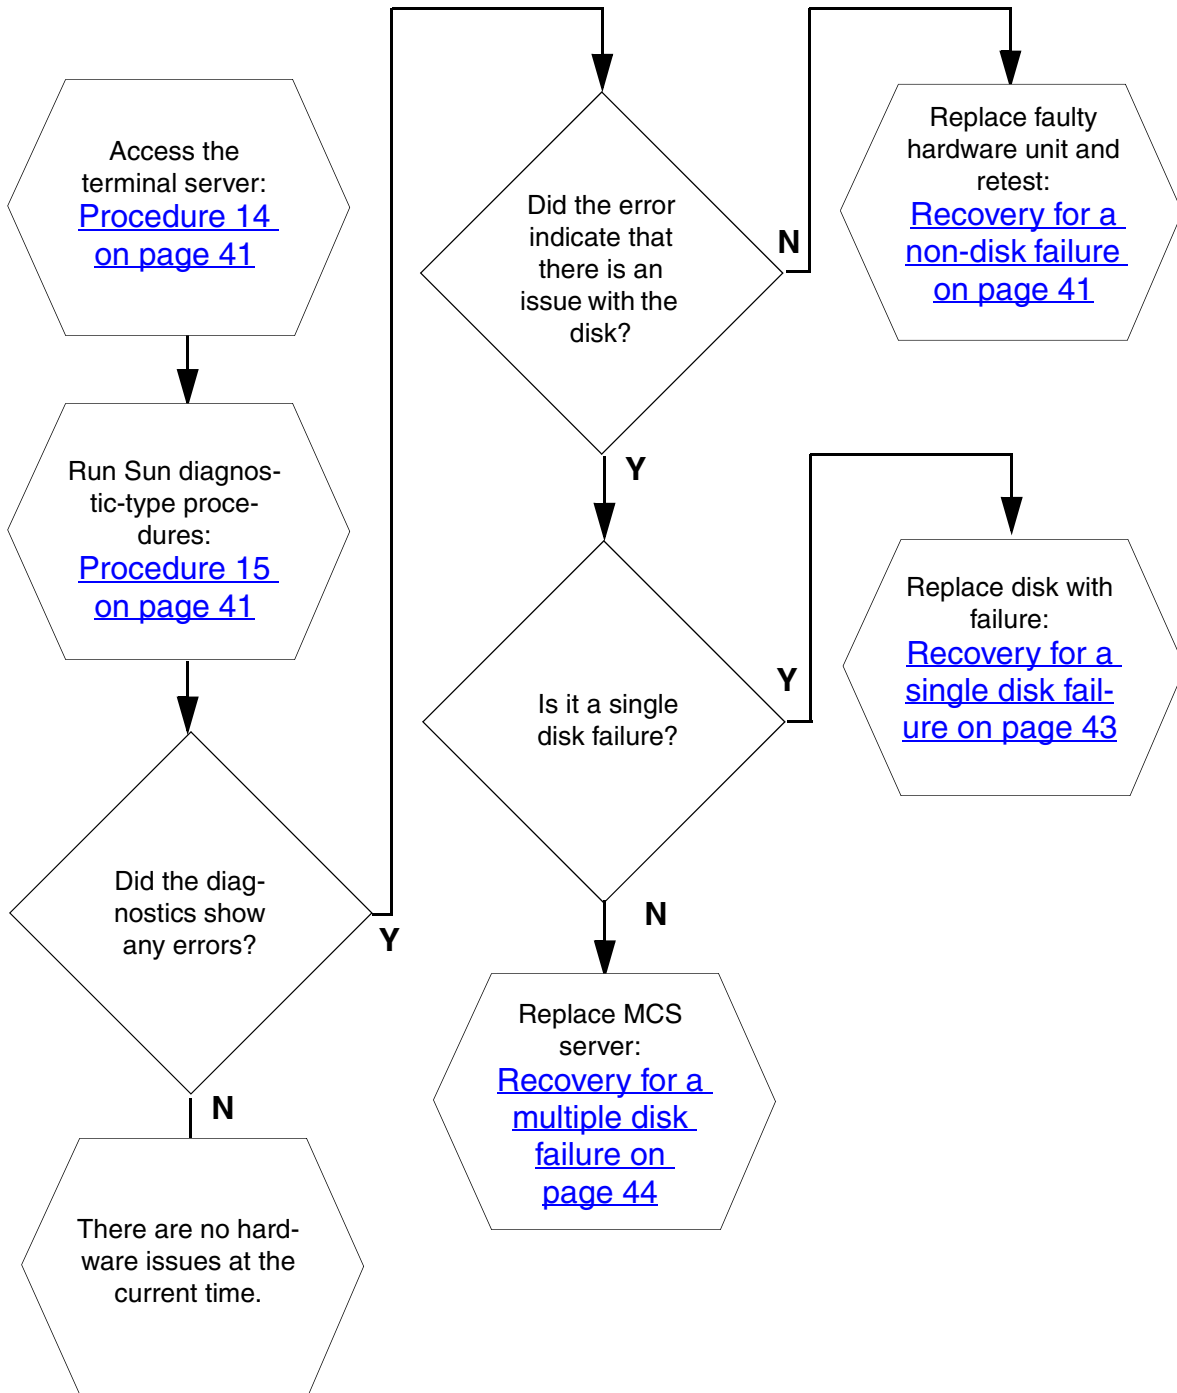 Access the
terminal server:
Procedure 14
on page 41
Run Sun diagnos-
tic-type proce-
dures:
Procedure 15
on page 41
Did the diag-
nostics show
any errors?
Y
N
There are no hard-
ware issues at the
current time.
Did the error
indicate that
there is an
issue with the
disk?
N
Y
Replace faulty
hardware unit and
retest:
Recovery for a
non-disk failure
on page 41
Is it a single
disk failure?
Y
N
Replace disk with
failure:
Recovery for a
single disk fail-
ure on page 43
Replace MCS
server:
Recovery for a
multiple disk
failure on
page 44